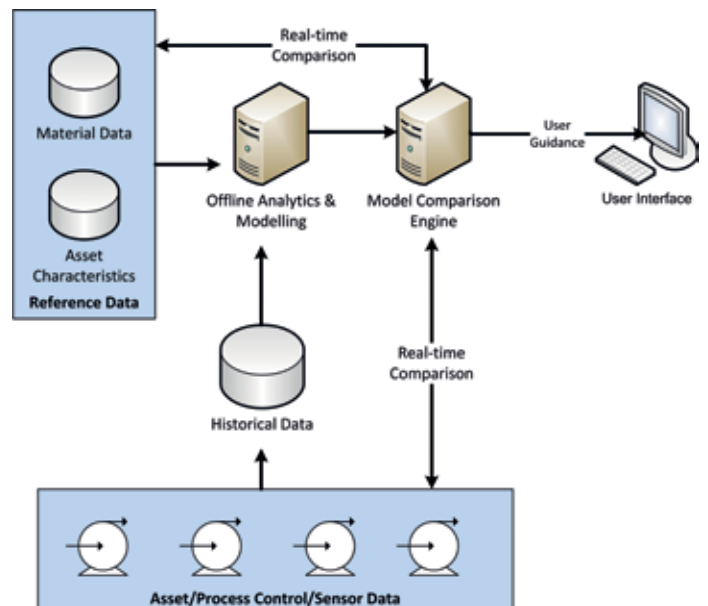 Real-time
Comparison
Material Data
Asset
Characteristics
Reference Data
Offline Analytics &
Modelling
Model Comparison
Engine
User
Guidance
User Interface
Historical Data
Real-time
Comparison
Asset/Process Control/Sensor Data